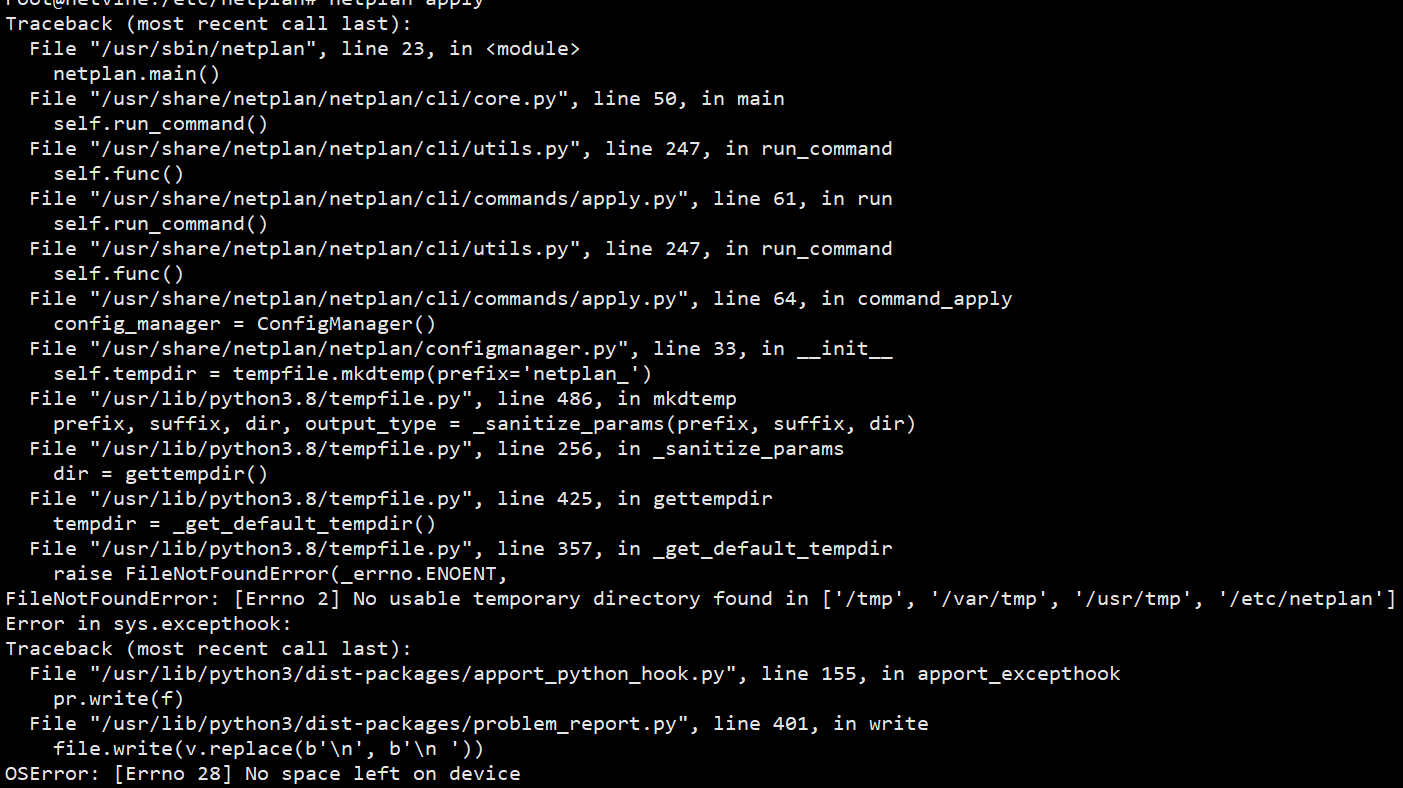 root@netvine:/etc/netplan# netplan apply
Traceback (most recent call last):
  File "/usr/sbin/netplan", line 23, in <module>
    netplan.main()
  File "/usr/share/netplan/netplan/cli/core.py", line 50, in main
    self.run_command()
  File "/usr/share/netplan/netplan/cli/utils.py", line 247, in run_command
    self.func()
  File "/usr/share/netplan/netplan/cli/commands/apply.py", line 61, in run
    self.run_command()
  File "/usr/share/netplan/netplan/cli/utils.py", line 247, in run_command
    self.func()
  File "/usr/share/netplan/netplan/cli/commands/apply.py", line 64, in command_apply
    config_manager = ConfigManager()
  File "/usr/share/netplan/netplan/configmanager.py", line 33, in __init__
    self.tempdir = tempfile.mkdtemp(prefix='netplan_')
  File "/usr/lib/python3.8/tempfile.py", line 486, in mkdtemp
    prefix, suffix, dir, output_type = _sanitize_params(prefix, suffix, dir)
  File "/usr/lib/python3.8/tempfile.py", line 256, in _sanitize_params
    dir = gettempdir()
  File "/usr/lib/python3.8/tempfile.py", line 425, in gettempdir
    tempdir = _get_default_tempdir()
  File "/usr/lib/python3.8/tempfile.py", line 357, in _get_default_tempdir
    raise FileNotFoundError(_errno.ENOENT,
FileNotFoundError: [Errno 2] No usable temporary directory found in ['/tmp', '/var/tmp', '/usr/tmp', '/etc/netplan']
Error in sys.excepthook:
Traceback (most recent call last):
  File "/usr/lib/python3/dist-packages/apport_python_hook.py", line 155, in apport_excepthook
    pr.write(f)
  File "/usr/lib/python3/dist-packages/problem_report.py", line 401, in write
    file.write(v.replace(b'\n', b'\n '))
OSError: [Errno 28] No space left on device